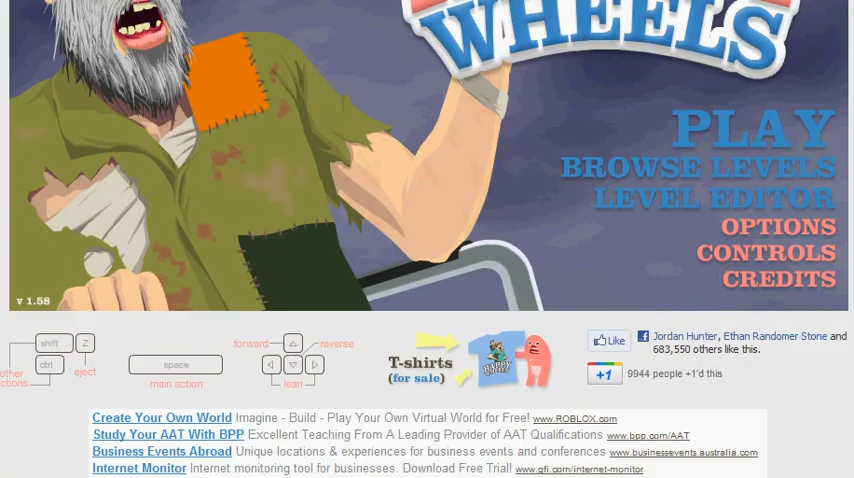 WHEELS
PLAY
BROWSE LEVELS
LEVEL EDITOR
OPTIONS
CONTROLS
CREDITS
v 1.58
shift Z
ctrl
eject
other
ctions
space
main action
forward
reverse
lean
T-shirts
(for sale)
Like
Jordan Hunter, Ethan Randomer Stone and
683,550 others like this.
+1 9944 people +1'd this
Create Your Own World Imagine - Build - Play Your Own Virtual World for Free! www.ROBLOX.com
Study Your AAT With BPP Excellent Teaching From A Leading Provider of AAT Qualifications www.bpp.com/AAT
Business Events Abroad Unique locations & experiences for business events and conferences www.businessevents.australia.com
Internet Monitor Internet monitoring tool for businesses. Download Free Trial! www.gfi.com/internet-monitor